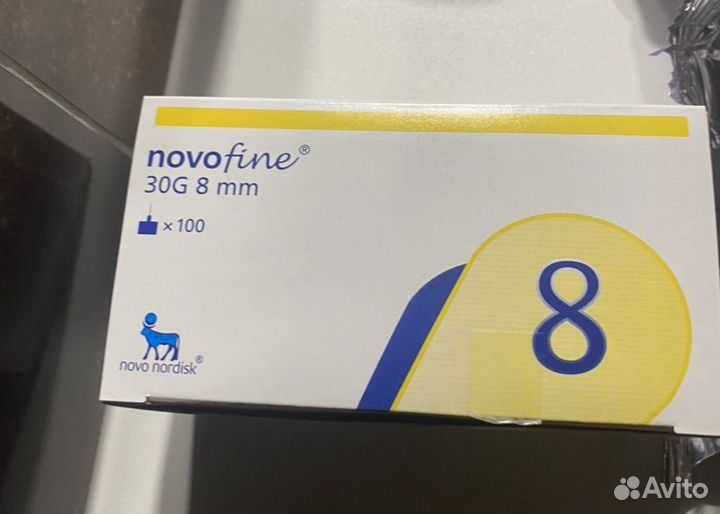 novofine®
30G 8 mm
× 100
8
novo nordisk®
Avito